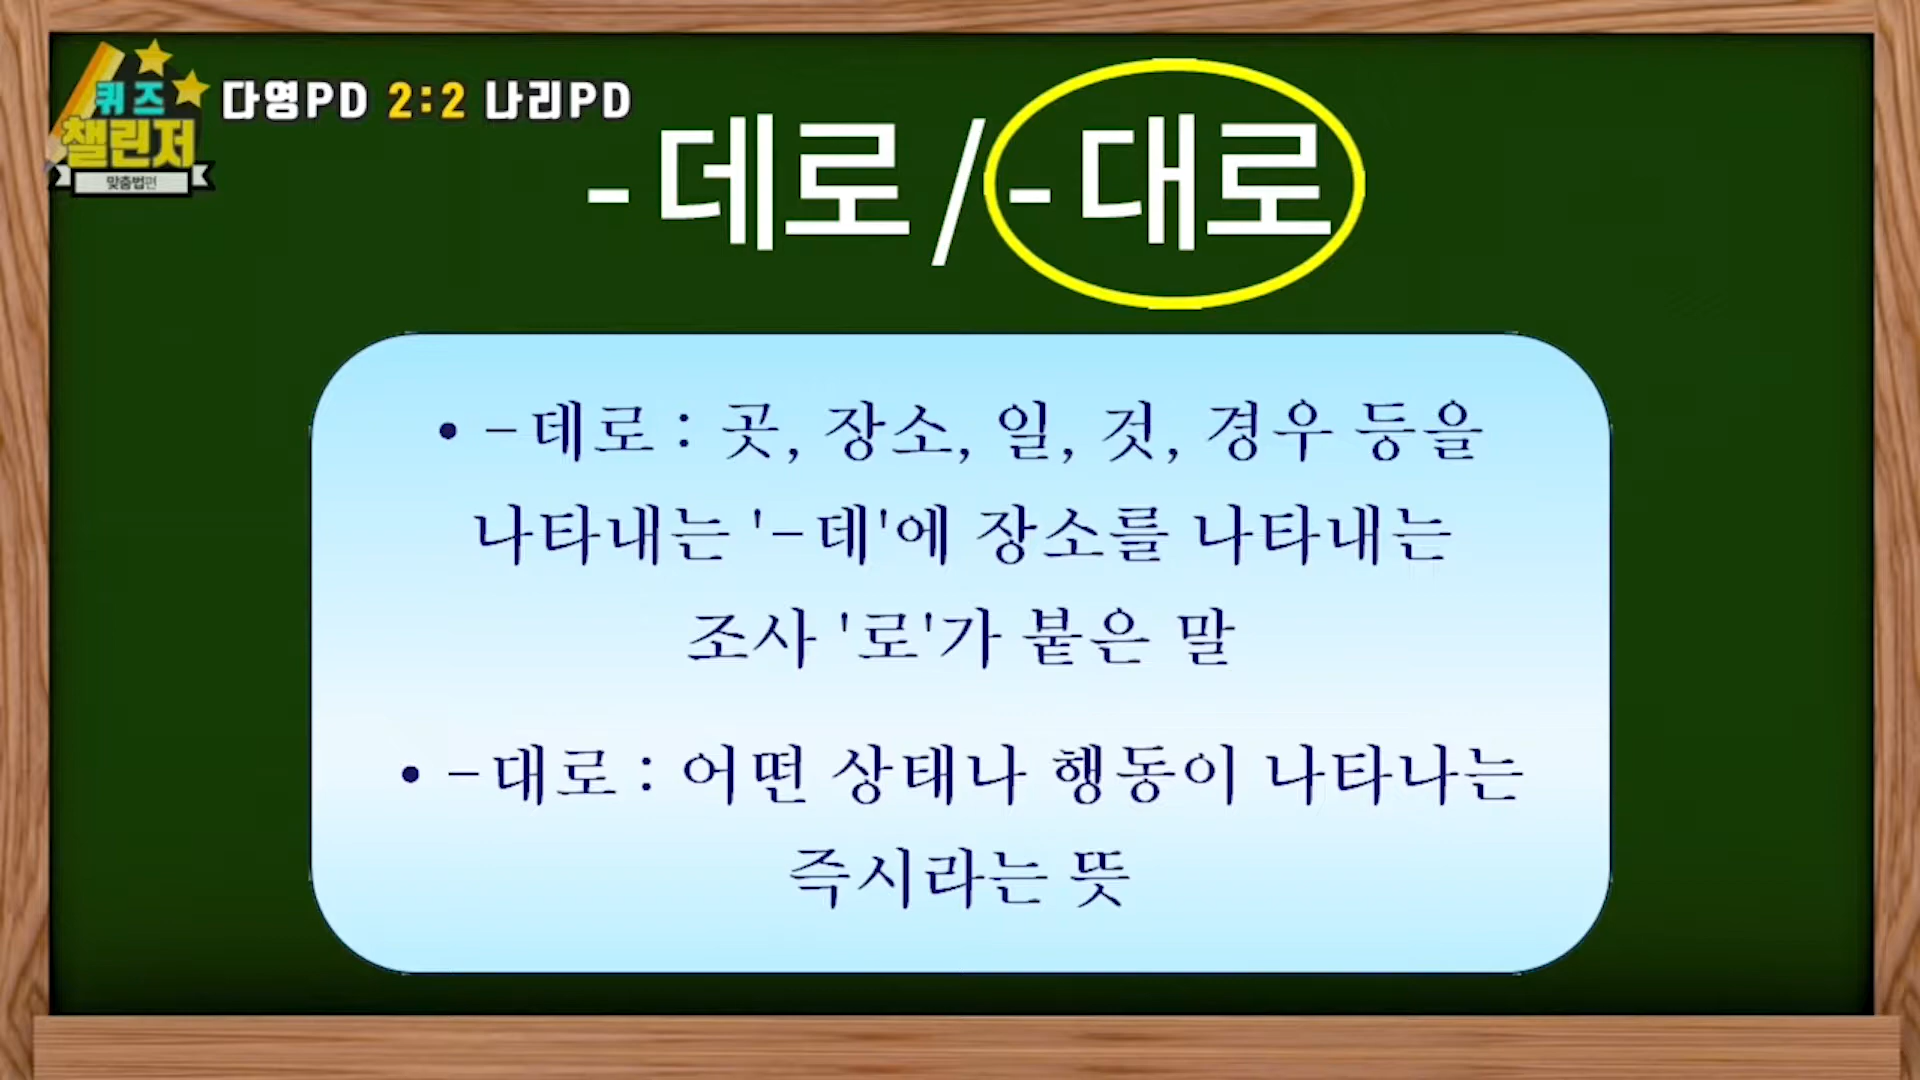 퀴즈
챌린저
맞춤법편
다영PD 2:2 나리PD
-데로/-대로
• -데로 : 곳, 장소, 일, 것, 경우 등을
나타내는 '-데'에 장소를 나타내는
조사 '로'가 붙은 말
• -대로 : 어떤 상태나 행동이 나타나는
즉시라는 뜻